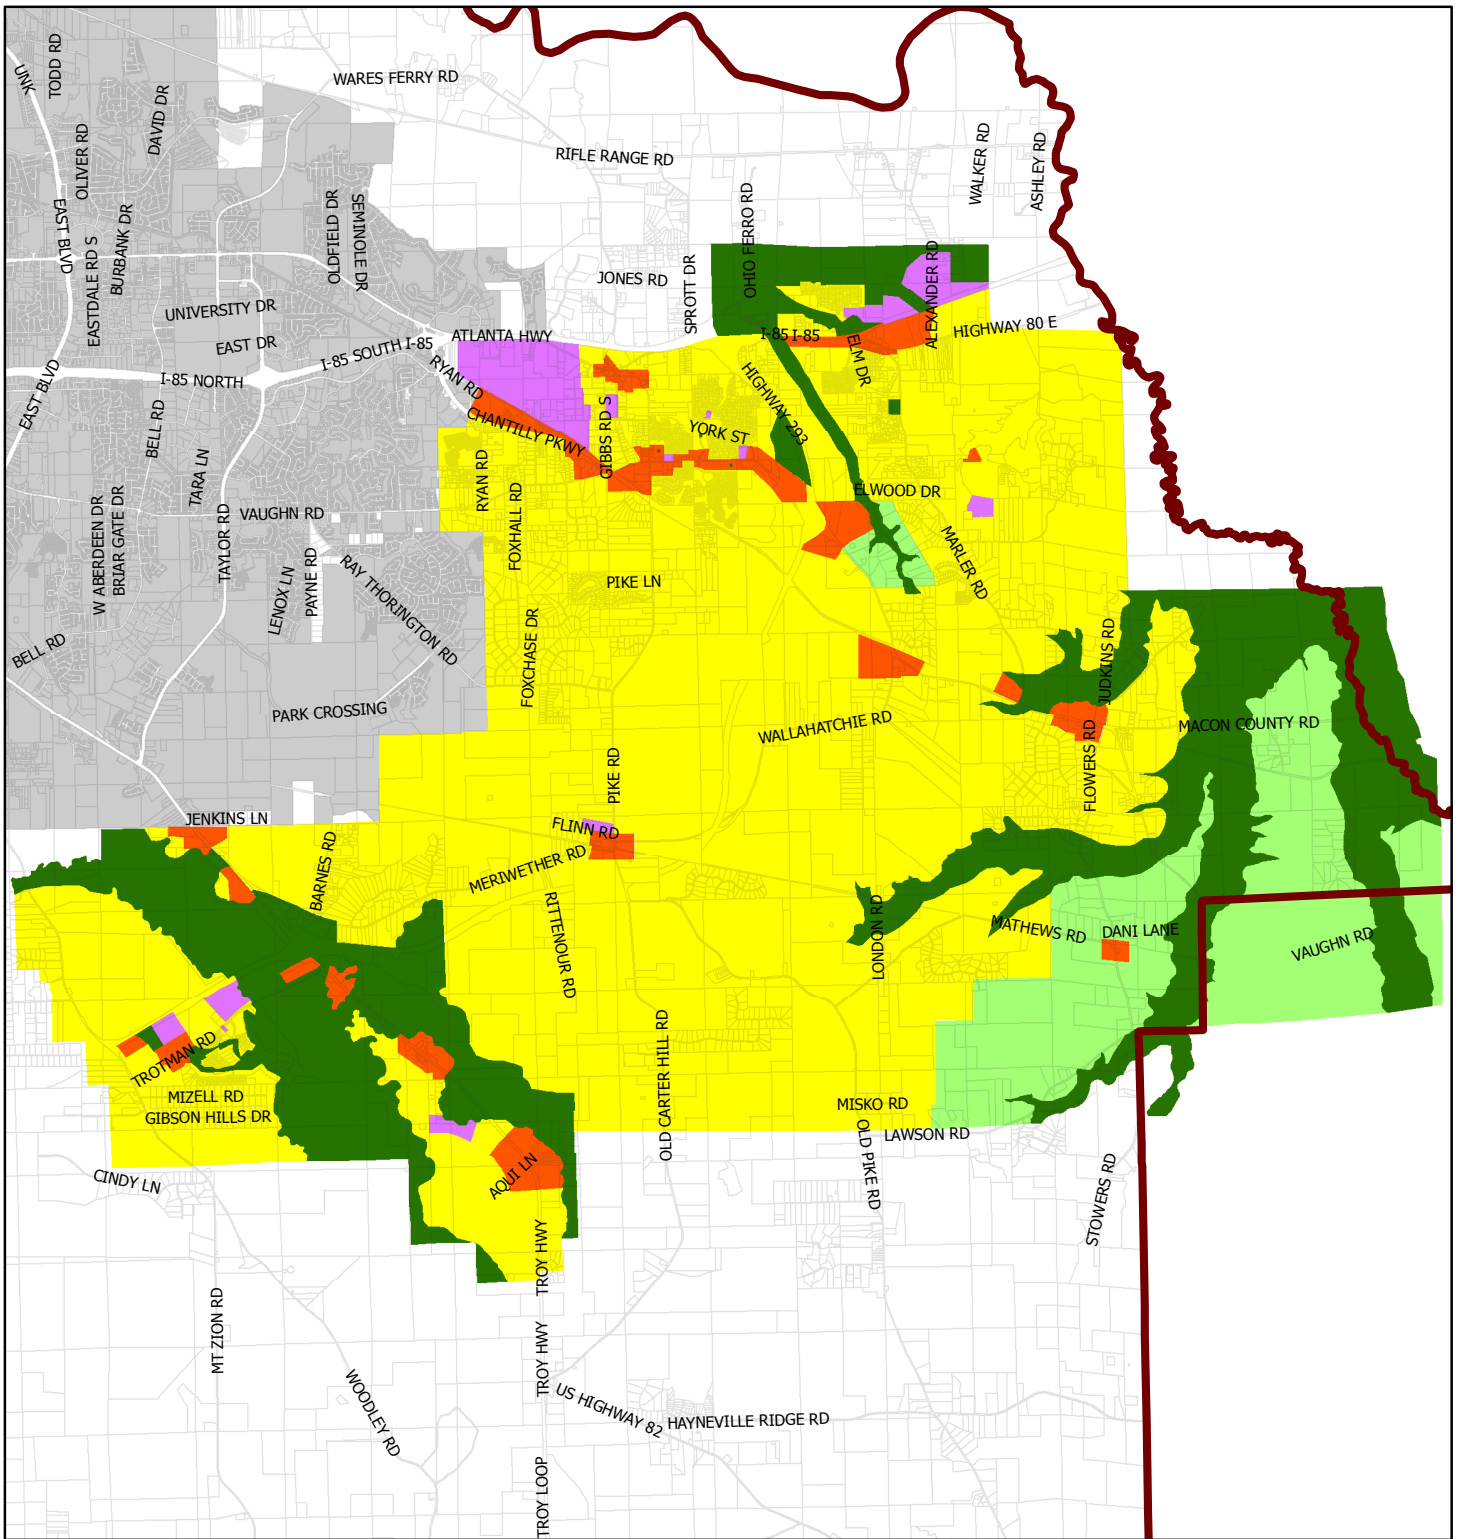 UNK
TODD RD
WARES FERRY RD
DAVID DR
OLIVER RD
RIFLE RANGE RD
WALKER RD
ASHLEY RD
EAST BLVD
EASTDALE RD S
BURBANK DR
OLDFIELD DR
SEMINOLE DR
OHIO FERRO RD
JONES RD
SPROTT DR
ALEXANDER RD
UNIVERSITY DR
EAST DR
I-85 SOUTH
I-85
ATLANTA HWY
I-85
I-85
HIGHWAY 80 E
ELM DR
EAST BLVD
I-85 NORTH
RYAN RD
HIGHWAY 293
BELL RD
CHANTILLY PKWY
GIBBS RD S
YORK ST
TARA LN
RYAN RD
ELWOOD DR
W ABERDEEN DR
BRIAR GATE DR
VAUGHN RD
TAYLOR RD
FOXHALL RD
MARLER RD
LENOX LN
PAYNE RD
RAY THORINGTON RD
PIKE LN
BELL RD
FOXCHASE DR
JUDKINS RD
PARK CROSSING
WALLAHATCHIE RD
MACON COUNTY RD
PIKE RD
FLOWERS RD
JENKINS LN
FLINN RD
BARNES RD
MERIWETHER RD
RITTENOUR RD
LONDON RD
MATHEWS RD
DANI LANE
VAUGHN RD
TROTMAN RD
OLD CARTER HILL RD
MIZELL RD
GIBSON HILLS DR
MISKO RD
LAWSON RD
OLD PIKE RD
CINDY LN
AQUI LN
STOWERS RD
TROY HWY
MT ZION RD
TROY HWY
WOODLEY RD
US HIGHWAY 82
HAYNEVILLE RIDGE RD
TROY LOOP